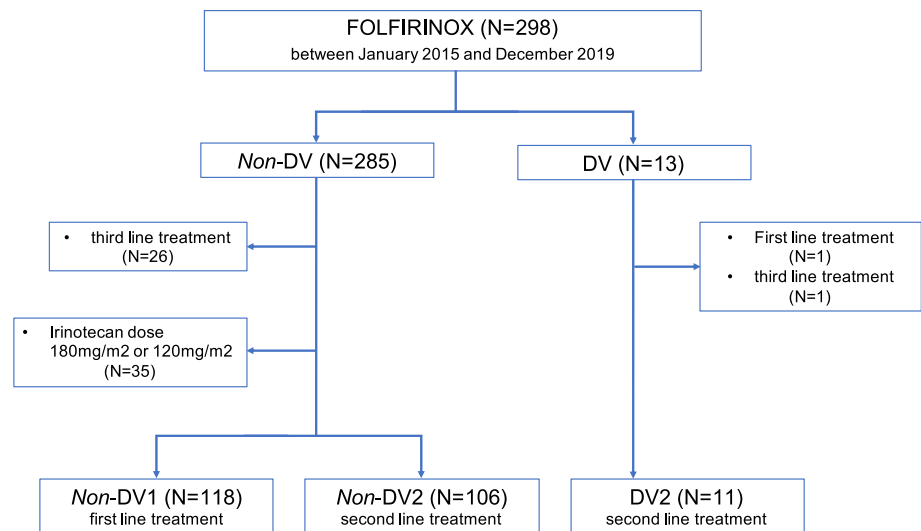 FOLFIRINOX (N=298)
between January 2015 and December 2019
Non-DV (N=285)
DV (N=13)
• third line treatment
(N=26)
• First line treatment
(N=1)
• third line treatment
(N=1)
• Irinotecan dose
180mg/m2 or 120mg/m2
(N=35)
Non-DV1 (N=118)
first line treatment
Non-DV2 (N=106)
second line treatment
DV2 (N=11)
second line treatment